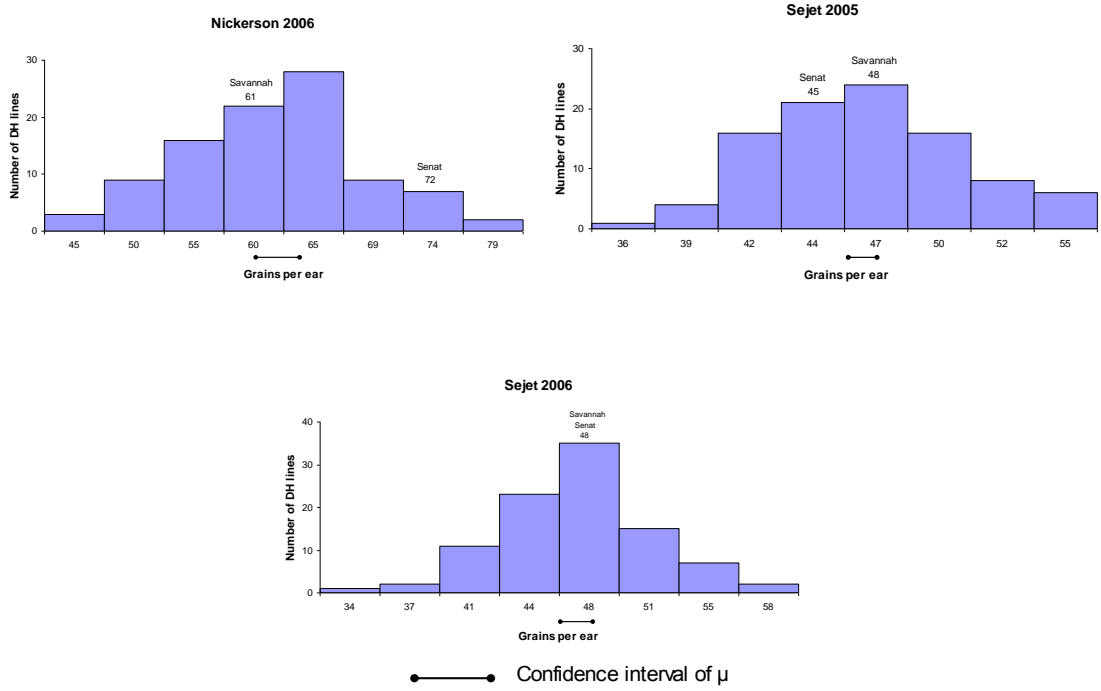 Nickerson 2006
30
20
10
0
Number of DH lines
Savannah
61
Senat
72
45 50 55 60 65 69 74 79
Grains per ear
Sejet 2005
30
20
10
0
Number of DH lines
Senat
45
Savannah
48
36 39 42 44 47 50 52 55
Grains per ear
Sejet 2006
40
30
20
10
0
Number of DH lines
Savannah
Senat
48
34 37 41 44 48 51 55 58
Grains per ear
Confidence interval of µ